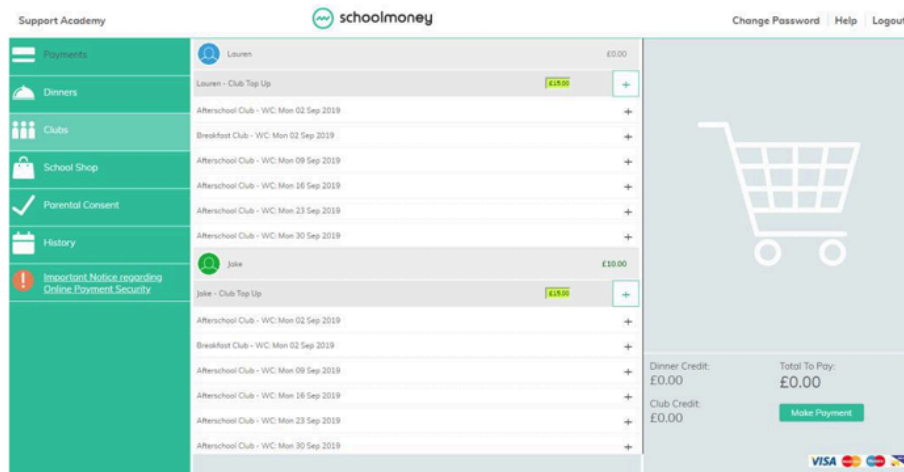 Support Academy
schoolmoney
Change Password Help Logout
Payments
Dinners
Clubs
School Shop
Parental Consent
History
Important Notice regarding
Online Payment Security
Lauren £0.00
Lauren - Club Top Up £15.00 +
Afterschool Club - WC: Mon 02 Sep 2019 +
Breakfast Club - WC: Mon 02 Sep 2019 +
Afterschool Club - WC: Mon 09 Sep 2019 +
Afterschool Club - WC: Mon 16 Sep 2019 +
Afterschool Club - WC: Mon 23 Sep 2019 +
Afterschool Club - WC: Mon 30 Sep 2019 +
Jake £10.00
Jake - Club Top Up £15.00 +
Afterschool Club - WC: Mon 02 Sep 2019 +
Breakfast Club - WC: Mon 02 Sep 2019 +
Afterschool Club - WC: Mon 09 Sep 2019 +
Afterschool Club - WC: Mon 16 Sep 2019 +
Afterschool Club - WC: Mon 23 Sep 2019 +
Afterschool Club - WC: Mon 30 Sep 2019 +
Dinner Credit:
£0.00
Club Credit:
£0.00
Total To Pay:
£0.00
Make Payment
VISA